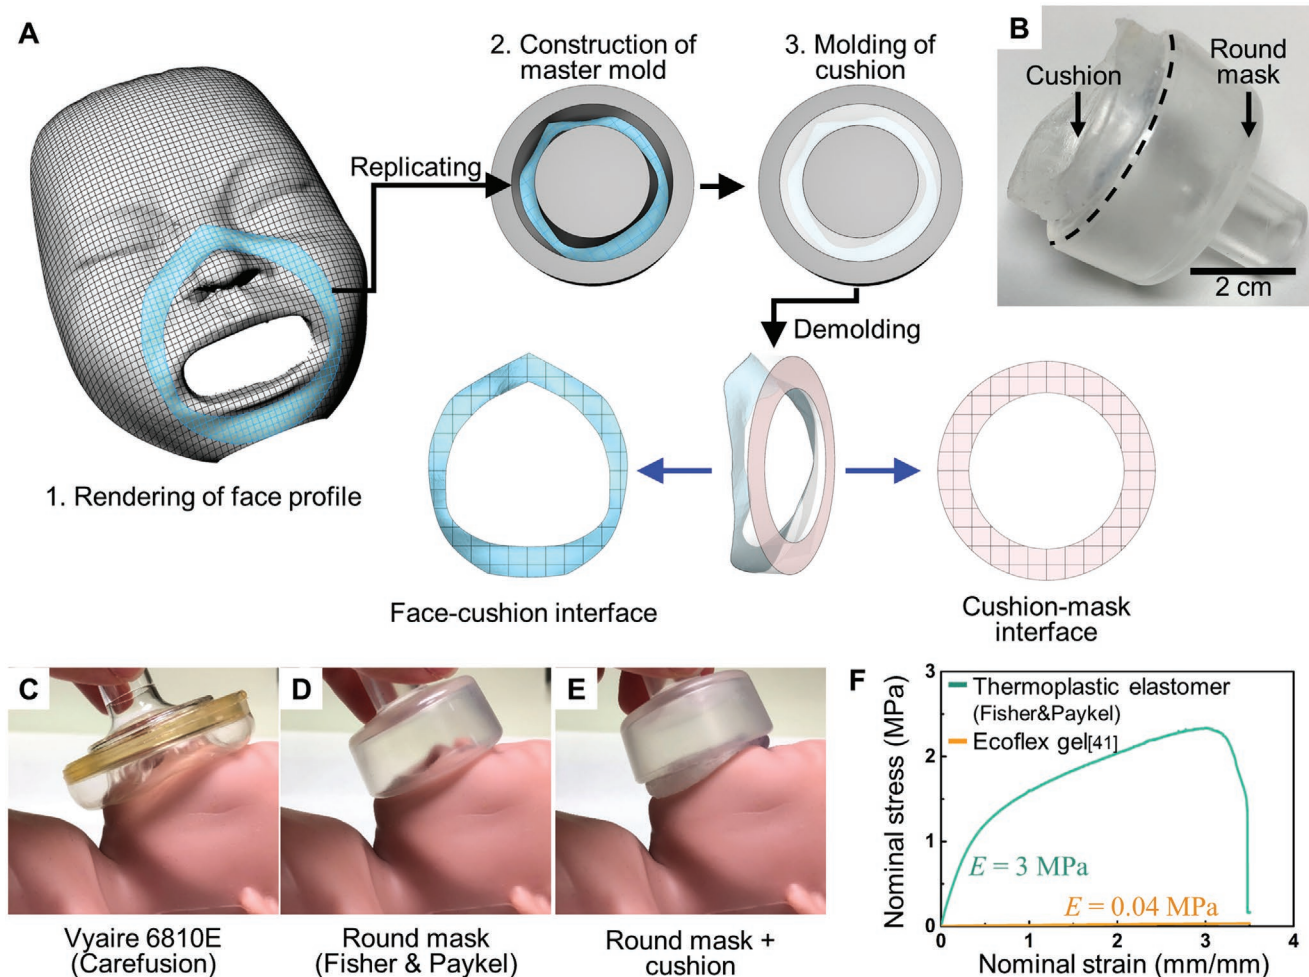 A
2. Construction of
master mold
3. Molding of
cushion
Replicating
Demolding
1. Rendering of face profile
Face-cushion interface
Cushion-mask
interface
B
Cushion
Round
mask
2 cm
C
Vyaire 6810E
(Carefusion)
D
Round mask
(Fisher & Paykel)
E
Round mask +
cushion
F
Nominal stress (MPa)
3
2
1
0
Thermoplastic elastomer
(Fisher&Paykel)
Ecoflex gel[41]
E = 3 MPa
E = 0.04 MPa
0 1 2 3 4
Nominal strain (mm/mm)